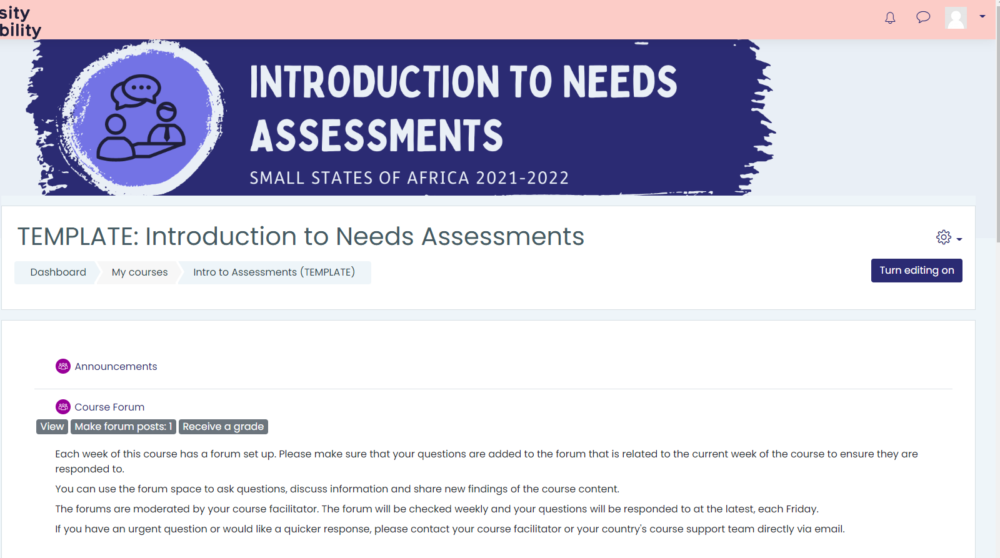 sity
bility
INTRODUCTION TO NEEDS
ASSESSMENTS
SMALL STATES OF AFRICA 2021-2022
TEMPLATE: Introduction to Needs Assessments
Dashboard
My courses
Intro to Assessments (TEMPLATE)
Turn editing on
Announcements
Course Forum
View Make forum posts: 1 Receive a grade
Each week of this course has a forum set up. Please make sure that your questions are added to the forum that is related to the current week of the course to ensure they are
responded to.
You can use the forum space to ask questions, discuss information and share new findings of the course content.
The forums are moderated by your course facilitator. The forum will be checked weekly and your questions will be responded to at the latest, each Friday.
If you have an urgent question or would like a quicker response, please contact your course facilitator or your country's course support team directly via email.